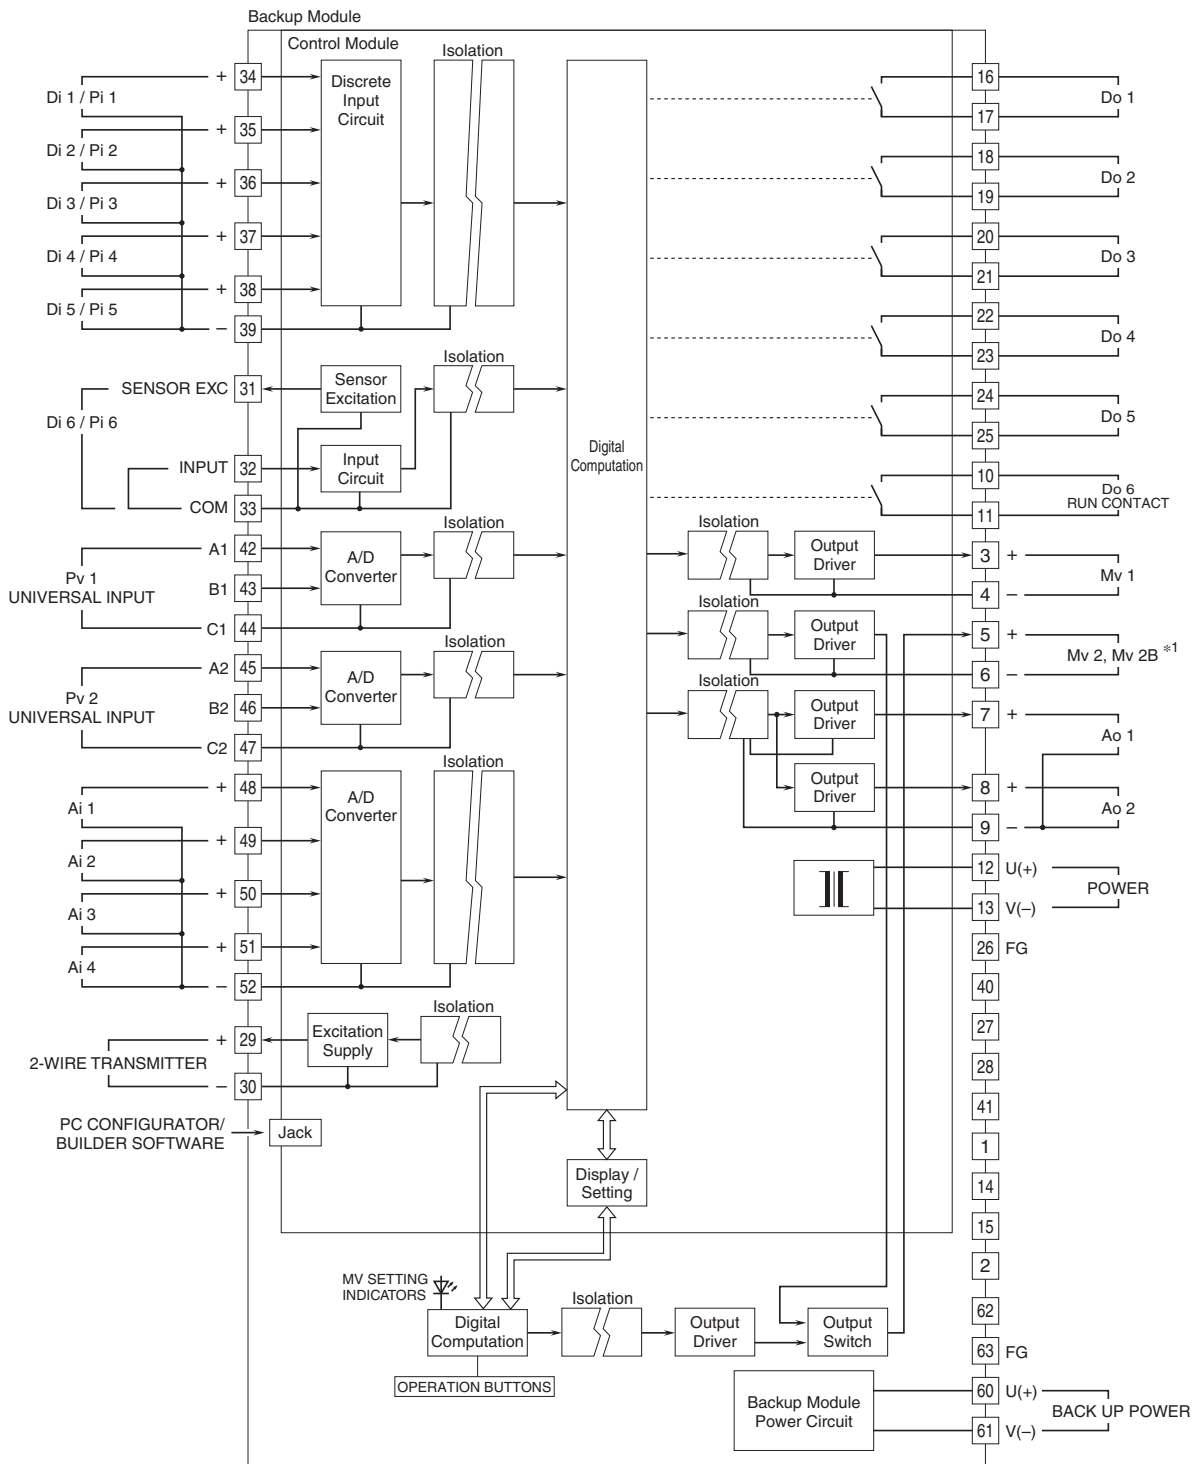 Backup Module
Control Module
Isolation
Di 1 / Pi 1
+ 34
Discrete
Input
Circuit
Di 2 / Pi 2
+ 35
Di 3 / Pi 3
+ 36
Di 4 / Pi 4
+ 37
Di 5 / Pi 5
+ 38
– 39
Isolation
SENSOR EXC 31
Sensor
Excitation
Di 6 / Pi 6
INPUT 32
Input
Circuit
COM 33
Isolation
Pv 1
UNIVERSAL INPUT
A1 42
B1 43
C1 44
A/D
Converter
Isolation
Pv 2
UNIVERSAL INPUT
A2 45
B2 46
C2 47
A/D
Converter
Isolation
Ai 1
+ 48
A/D
Converter
Ai 2
+ 49
Ai 3
+ 50
Ai 4
+ 51
– 52
Isolation
2-WIRE TRANSMITTER
+ 29
– 30
Excitation
Supply
PC CONFIGURATOR/
BUILDER SOFTWARE
Jack
Digital
Computation
Display /
Setting
16
17
Do 1
18
19
Do 2
20
21
Do 3
22
23
Do 4
24
25
Do 5
10
11
Do 6
RUN CONTACT
Isolation
Output
Driver
3 +
4 –
Mv 1
Isolation
Output
Driver
5 +
6 –
Mv 2, Mv 2B *1
Isolation
Output
Driver
7 +
Ao 1
Output
Driver
8 +
9 –
Ao 2
12 U(+)
13 V(–)
POWER
26 FG
40
27
28
41
1
14
15
2
62
63 FG
MV SETTING
INDICATORS
Digital
Computation
OPERATION BUTTONS
Isolation
Output
Driver
Output
Switch
Backup Module
Power Circuit
60 U(+)
61 V(–)
BACK UP POWER